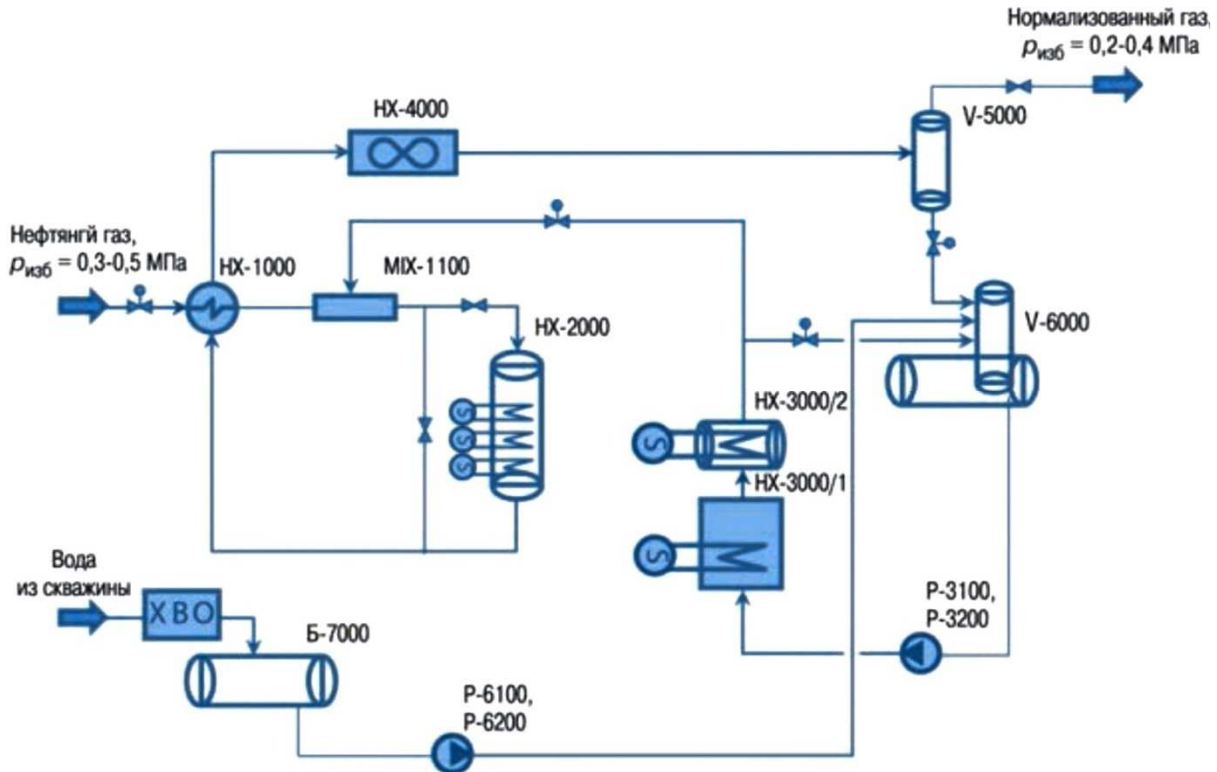 Нормализованный газ,
pизб = 0,2-0,4 МПа
HX-4000
V-5000
Нефтянгй газ,
pизб = 0,3-0,5 МПа
HX-1000
MIX-1100
HX-2000
V-6000
HX-3000/2
HX-3000/1
S
S
S
S
S
Вода
из скважины
ХВО
Б-7000
P-3100,
P-3200
P-6100,
P-6200